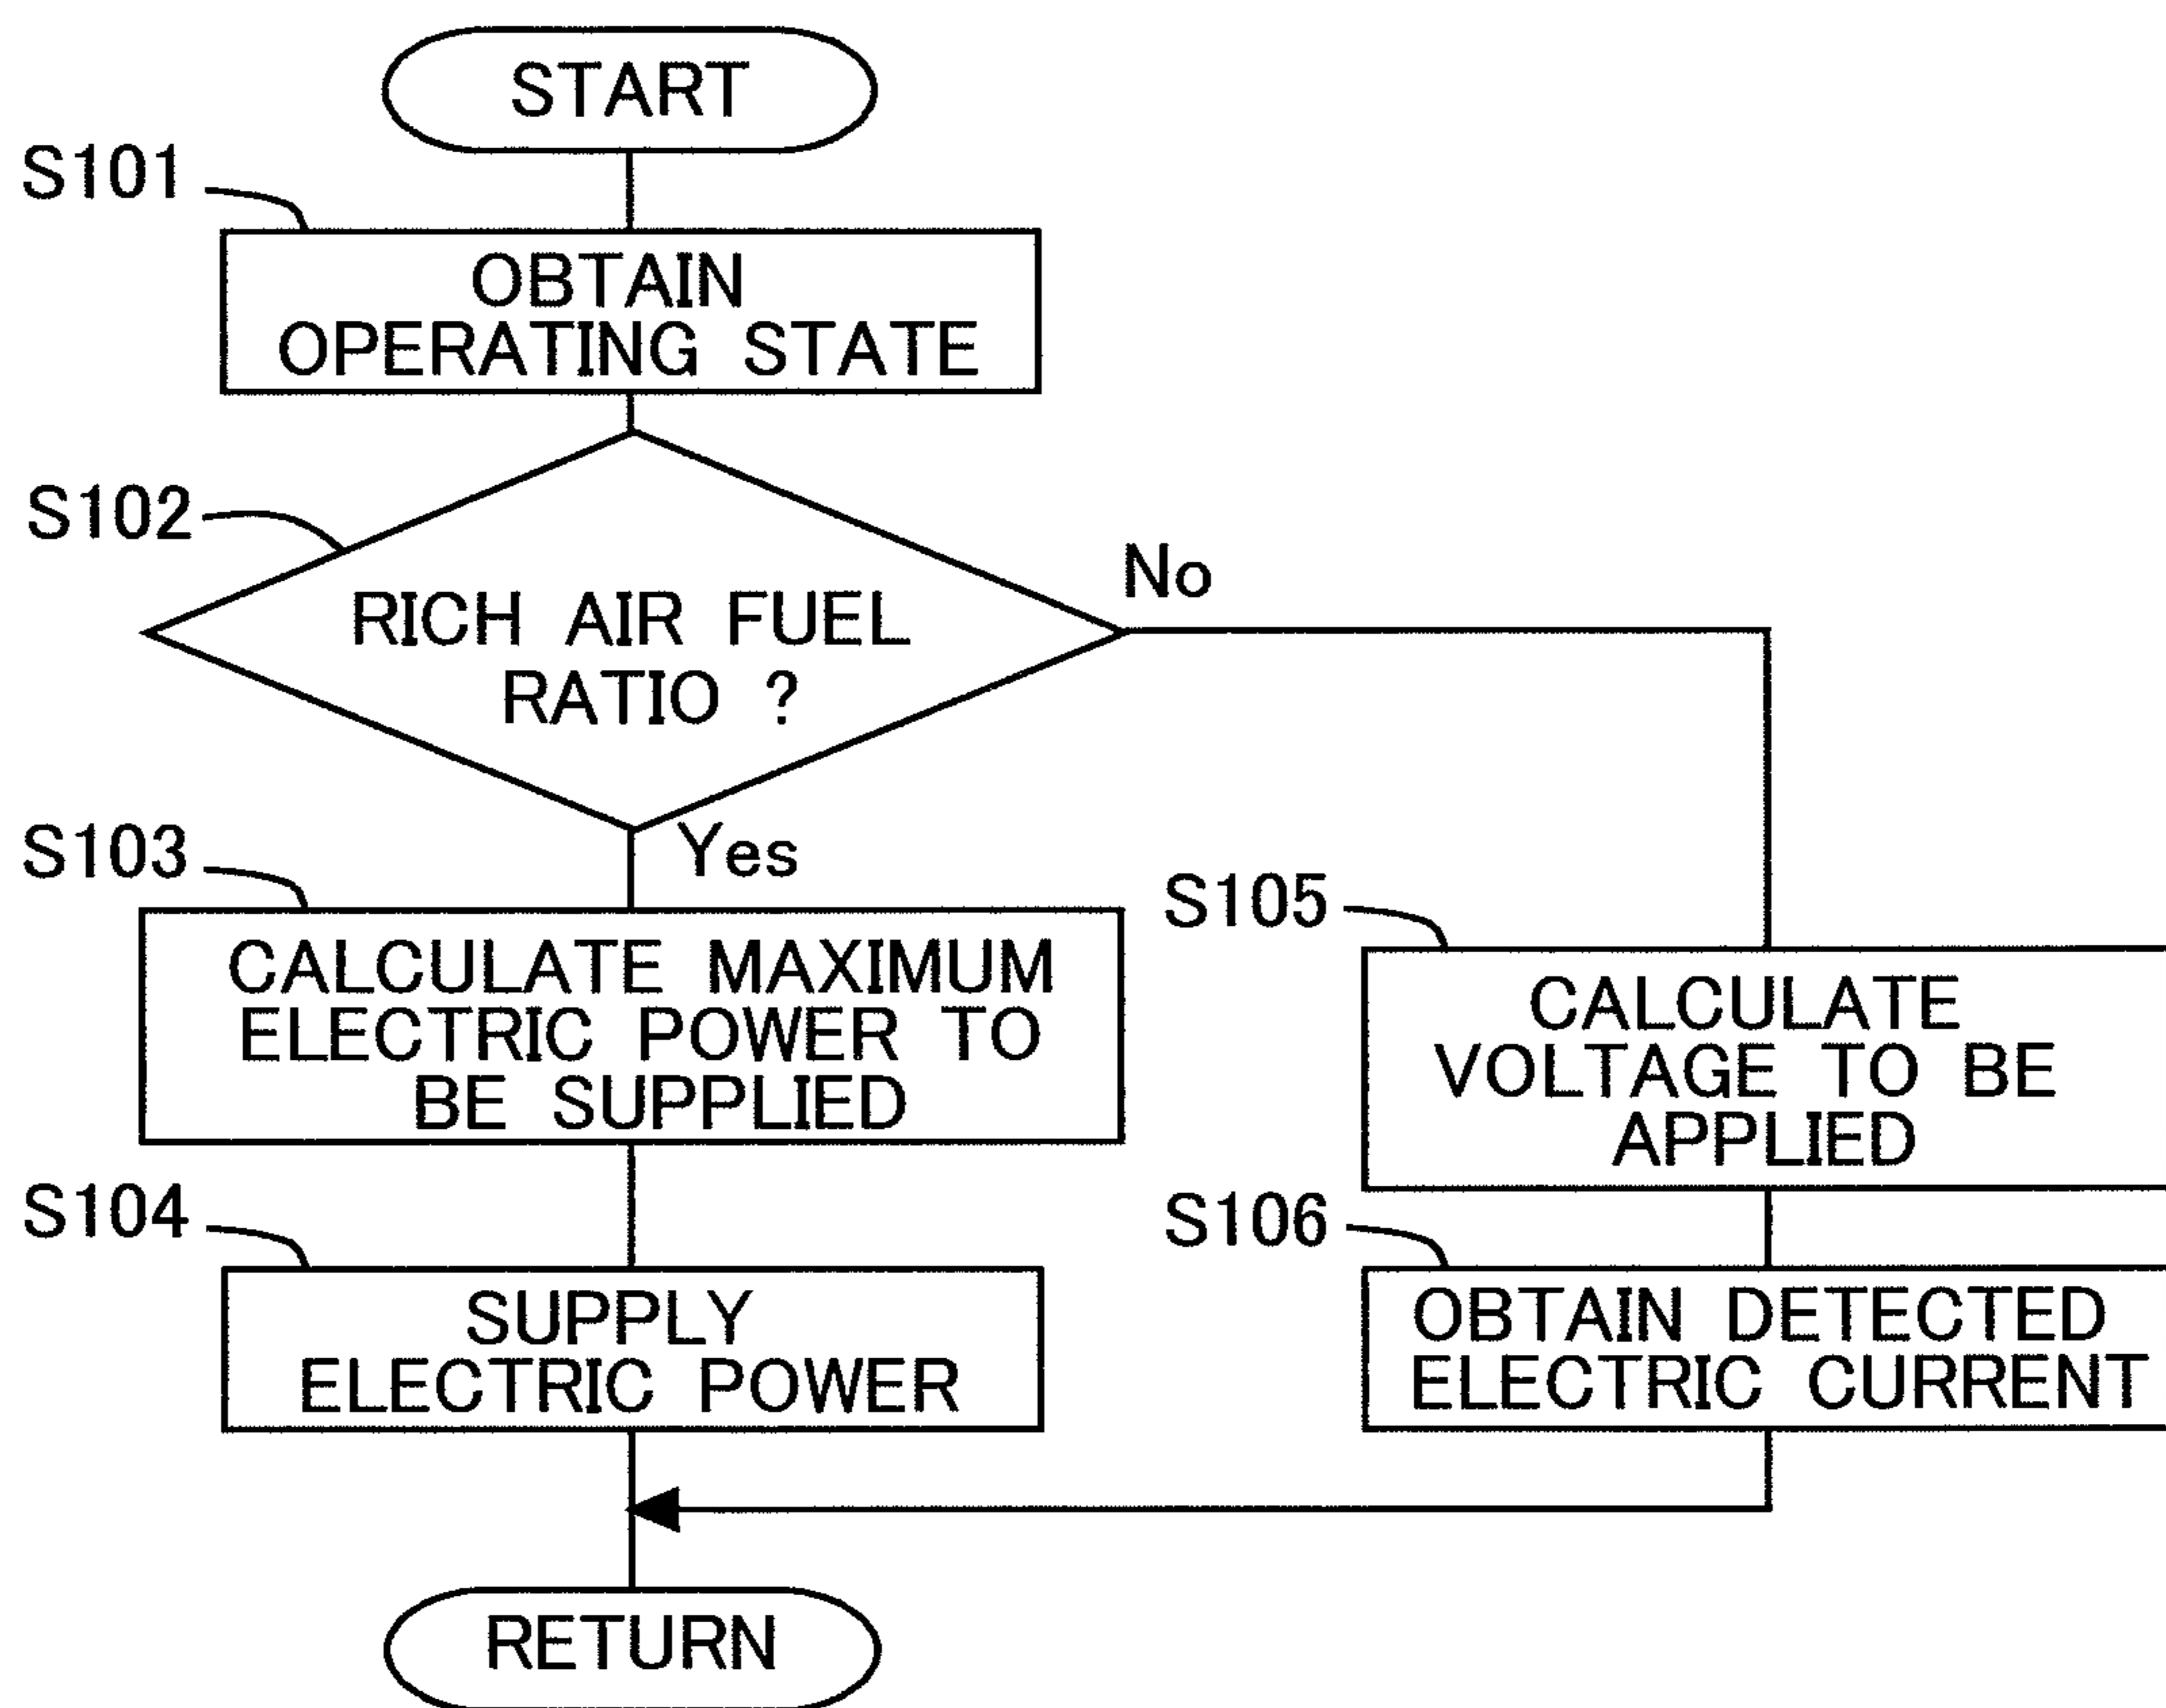 START
S101
OBTAIN
OPERATING STATE
S102
RICH AIR FUEL
RATIO ?
No
Yes
S103
CALCULATE MAXIMUM
ELECTRIC POWER TO
BE SUPPLIED
S104
SUPPLY
ELECTRIC POWER
S105
CALCULATE
VOLTAGE TO BE
APPLIED
S106
OBTAIN DETECTED
ELECTRIC CURRENT
RETURN